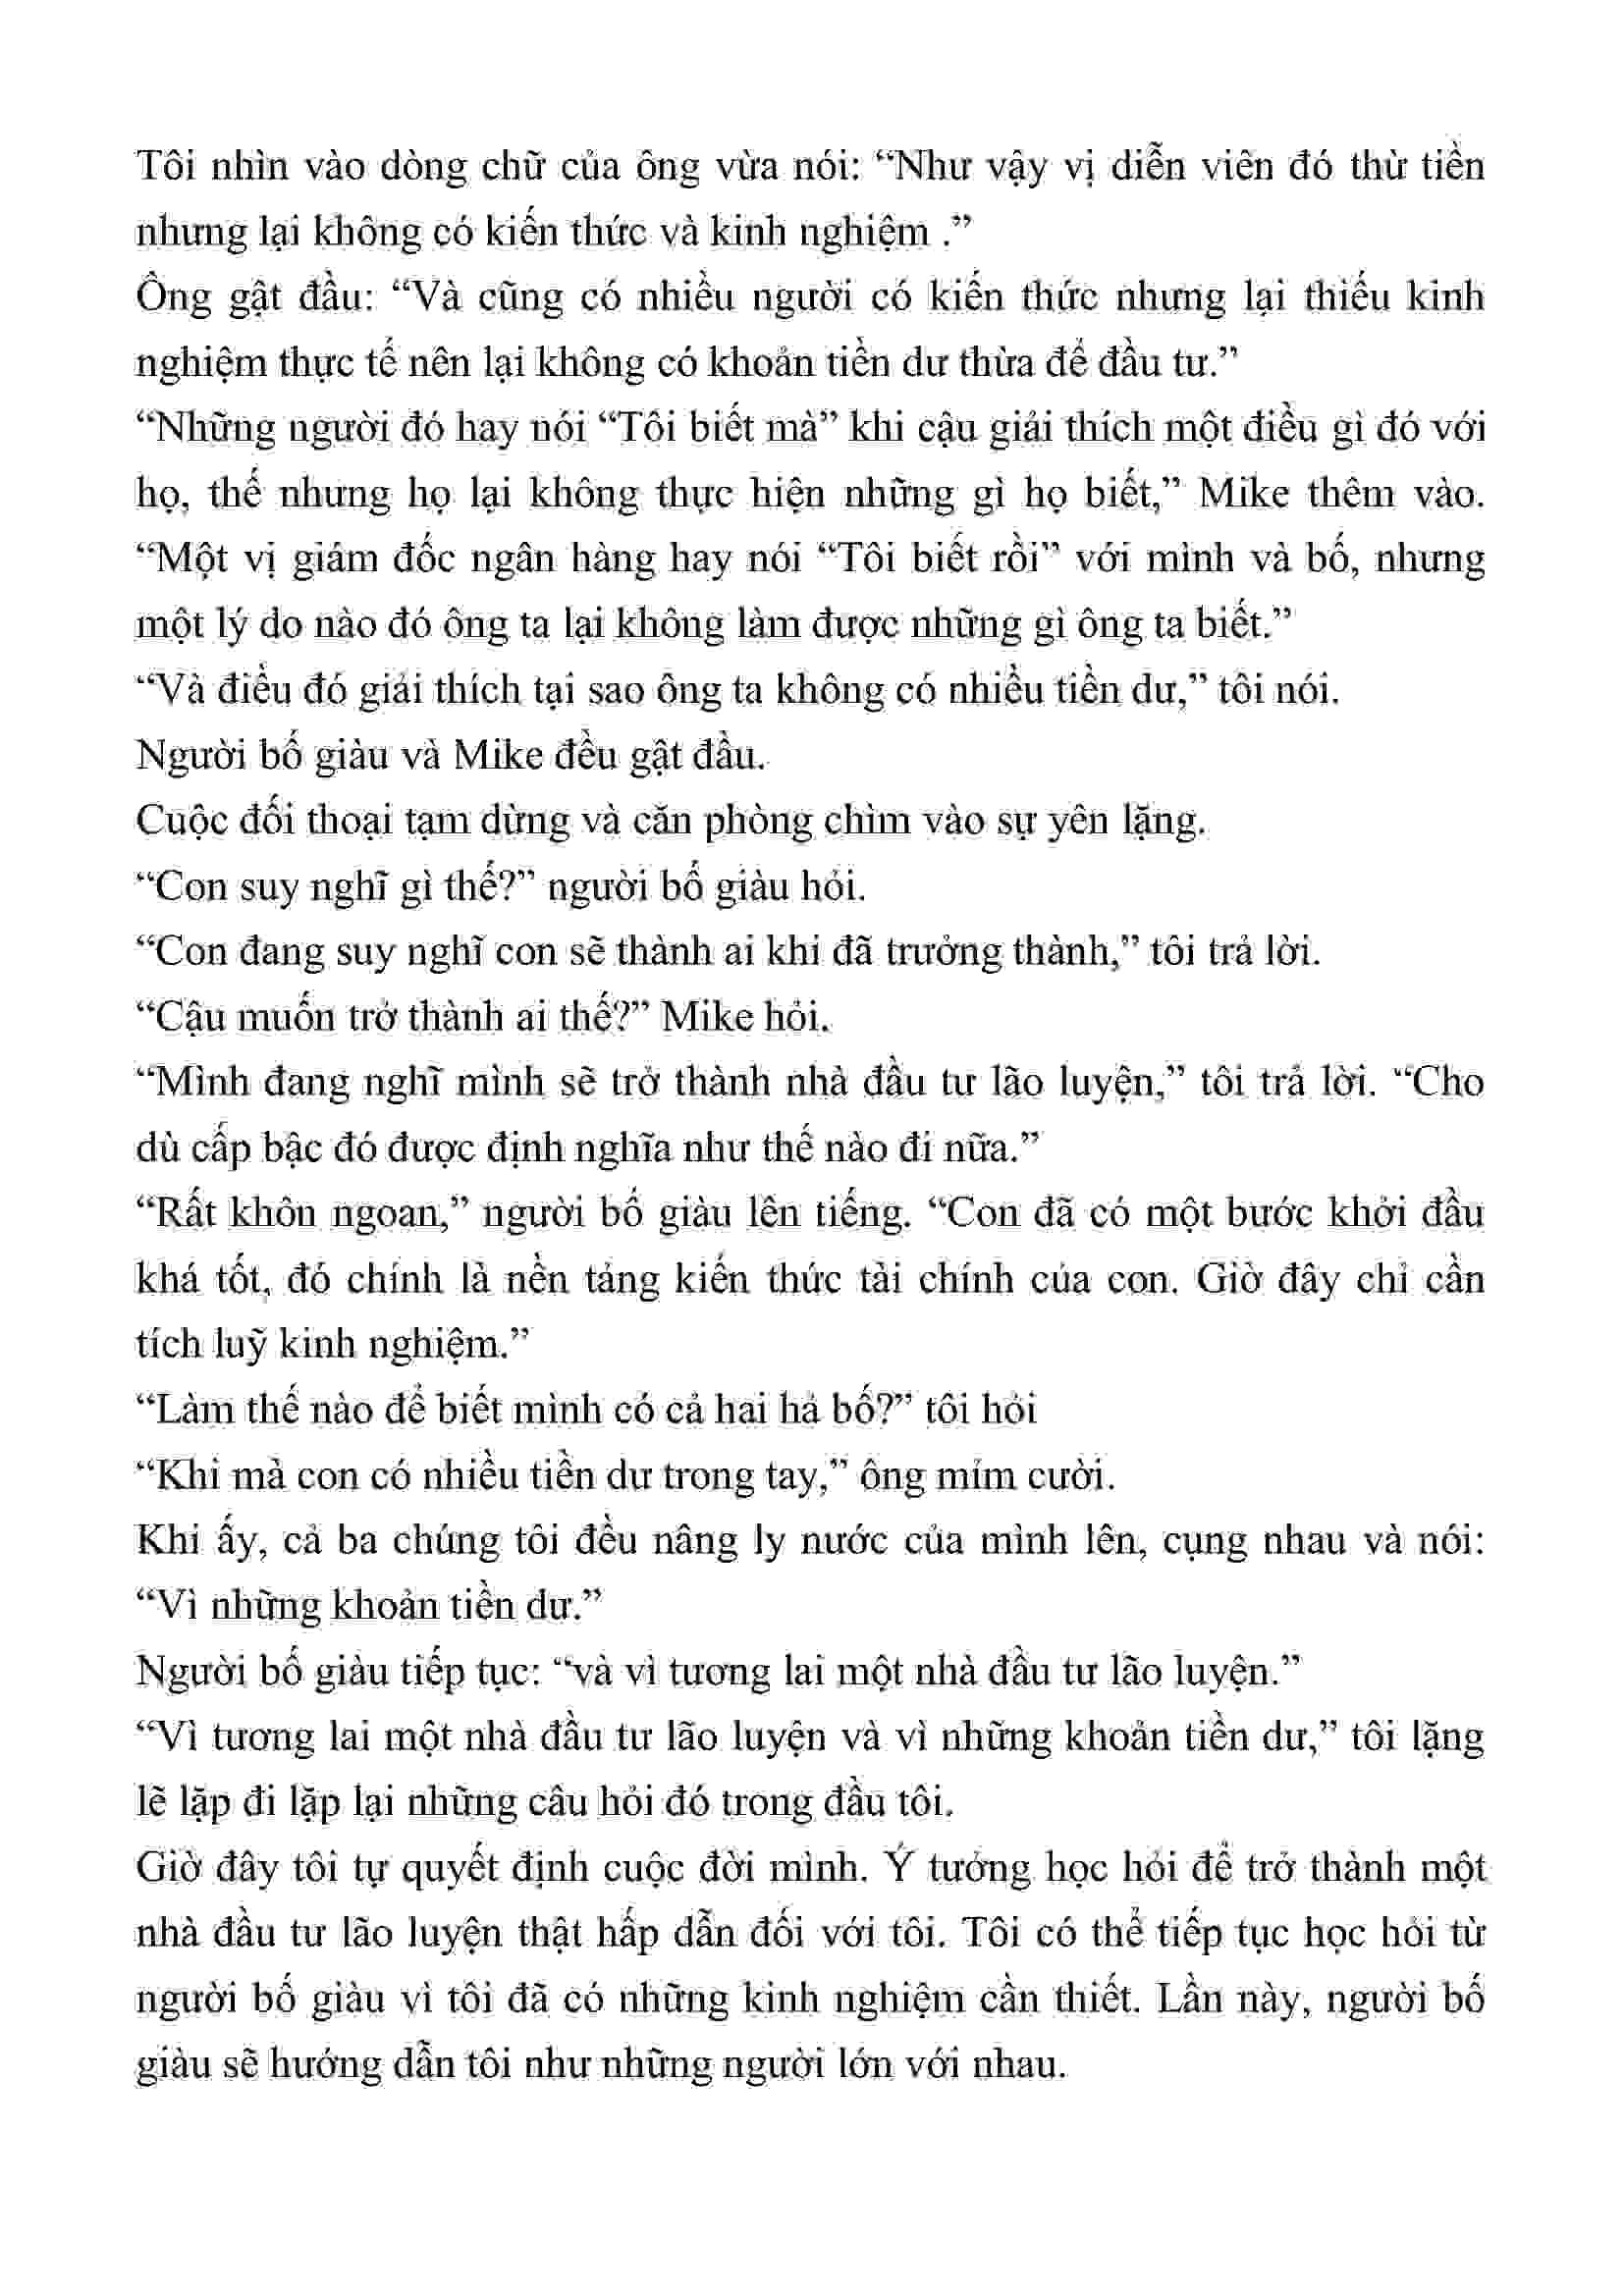 Tôi nhìn vào dòng chữ của ông vừa nói: “Như vậy vị diễn viên đó thừ tiền
nhưng lại không có kiến thức và kinh nghiệm .”
Ông gật đầu: “Và cũng có nhiều người có kiến thức nhưng lại thiếu kinh
nghiệm thực tế nên lại không có khoản tiền dư thừa để đầu tư.”
“Những người đó hay nói “Tôi biết mà” khi cậu giải thích một điều gì đó với
họ, thế nhưng họ lại không thực hiện những gì họ biết,” Mike thêm vào.
“Một vị giám đốc ngân hàng hay nói “Tôi biết rồi” với mình và bố, nhưng
một lý do nào đó ông ta lại không làm được những gì ông ta biết.”
“Và điều đó giải thích tại sao ông ta không có nhiều tiền dư,” tôi nói.
Người bố giàu và Mike đều gật đầu.
Cuộc đối thoại tạm dừng và căn phòng chìm vào sự yên lặng.
“Con suy nghĩ gì thế?” người bố giàu hỏi.
“Con đang suy nghĩ con sẽ thành ai khi đã trưởng thành,” tôi trả lời.
“Cậu muốn trở thành ai thế?” Mike hỏi.
“Mình đang nghĩ mình sẽ trở thành nhà đầu tư lão luyện,” tôi trả lời. “Cho
dù cấp bậc đó được định nghĩa như thế nào đi nữa.”
“Rất khôn ngoan,” người bố giàu lên tiếng. “Con đã có một bước khởi đầu
khá tốt, đó chính là nền tảng kiến thức tài chính của con. Giờ đây chỉ cần
tích luỹ kinh nghiệm.”
“Làm thế nào để biết mình có cả hai hả bố?” tôi hỏi
“Khi mà con có nhiều tiền dư trong tay,” ông mỉm cười.
Khi ấy, cả ba chúng tôi đều nâng ly nước của mình lên, cụng nhau và nói:
“Vì những khoản tiền dư.”
Người bố giàu tiếp tục: “và vì tương lai một nhà đầu tư lão luyện.”
“Vì tương lai một nhà đầu tư lão luyện và vì những khoản tiền dư,” tôi lặng
lẽ lặp đi lặp lại những câu hỏi đó trong đầu tôi.
Giờ đây tôi tự quyết định cuộc đời mình. Ý tưởng học hỏi để trở thành một
nhà đầu tư lão luyện thật hấp dẫn đối với tôi. Tôi có thể tiếp tục học hỏi từ
người bố giàu vì tôi đã có những kinh nghiệm cần thiết. Lần này, người bố
giàu sẽ hướng dẫn tôi như những người lớn với nhau.